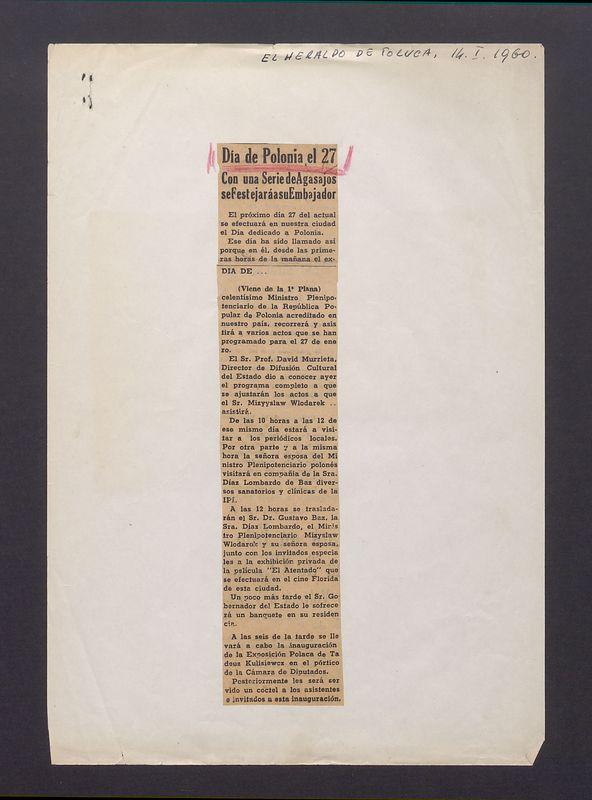 EL HERALDO DE TOLUCA, 14. I. 1960.
Día de Polonia el 27
Con una Serie de Agasajos
se Festejará a su Embajador
El próximo día 27 del actual
se efectuará en nuestra ciudad
el Día dedicado a Polonia.
Ese día ha sido llamado así
porque en él, desde las prime-
ras horas de la mañana el ex-
DIA DE ...
(Viene de la 1ª Plana)
celentísimo Ministro Plenipo-
tenciario de la República Po-
pular de Polonia acreditado en
nuestro país, recorrerá y asis
tirá a varios actos que se han
programado para el 27 de ene
ro.
El Sr. Prof. David Murrieta,
Director de Difusión Cultural
del Estado dio a conocer ayer
el programa completo a que
se ajustarán los actos a que
el Sr. Mizyyslaw Wlodarek ..
asistirá.
De las 10 horas a las 12 de
ese mismo día estará a visi-
tar a los periódicos locales.
Por otra parte y a la misma
hora la señora esposa del Mi
nistro Plenipotenciario polonés
visitará en compañía de la Sra.
Díaz Lombardo de Baz diver-
sos sanatorios y clínicas de la
IPI.
A las 12 horas se traslada-
rán el Sr. Dr. Gustavo Baz, la
Sra. Díaz Lombardo, el Minis
tro Plenipotenciario Mizyslaw
Wlodarok y su señora esposa,
junto con los invitados especia
les a la exhibición privada de
la película "El Atentado" que
se efectuará en el cine Florida
de esta ciudad.
Un poco más tarde el Sr. Go
bernador del Estado le sofrece
rá un banquete en su residen
cia.
A las seis de la tarde se lle
vará a cabo la inauguración
de la Exposición Polaca de Ta
deuz Kulisiewcz en el pórtico
de la Cámara de Diputados.
Posteriormente les será ser
vido un coctel a los asistentes
e invitados a esta inauguración.